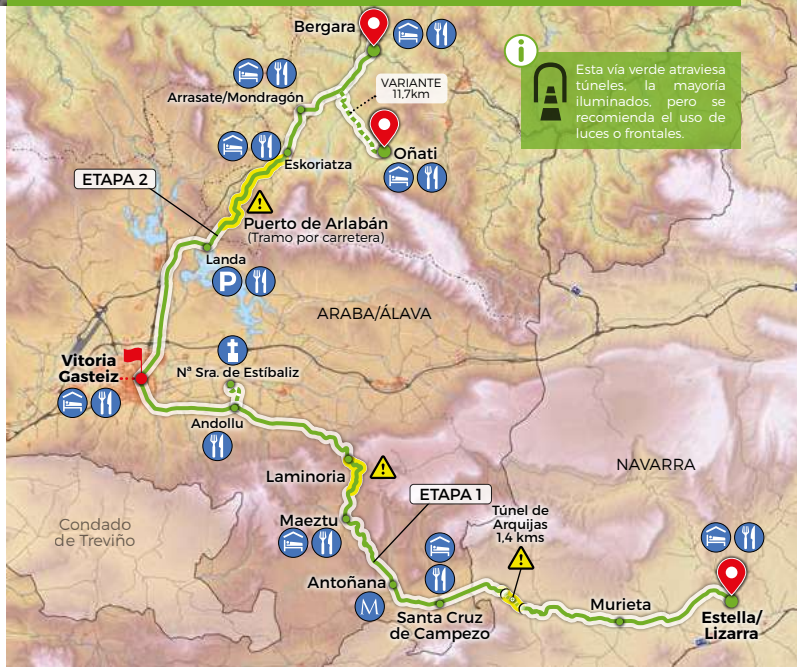 Bergara
i
Esta vía verde atraviesa
túneles, la mayoría
iluminados, pero se
recomienda el uso de
luces o frontales.
VARIANTE
11,7km
Arrasate/Mondragón
Oñati
Eskoriatza
ETAPA 2
Puerto de Arlabán
(Tramo por carretera)
Landa
P
ARABA/ÁLAVA
Vitoria
Gasteiz
Nª Sra. de Estíbaliz
Andollu
Laminoria
NAVARRA
ETAPA 1
Maeztu
Túnel de
Arquijas
1,4 kms
Condado
de Treviño
Antoñana
M
Santa Cruz
de Campezo
Murieta
Estella/
Lizarra